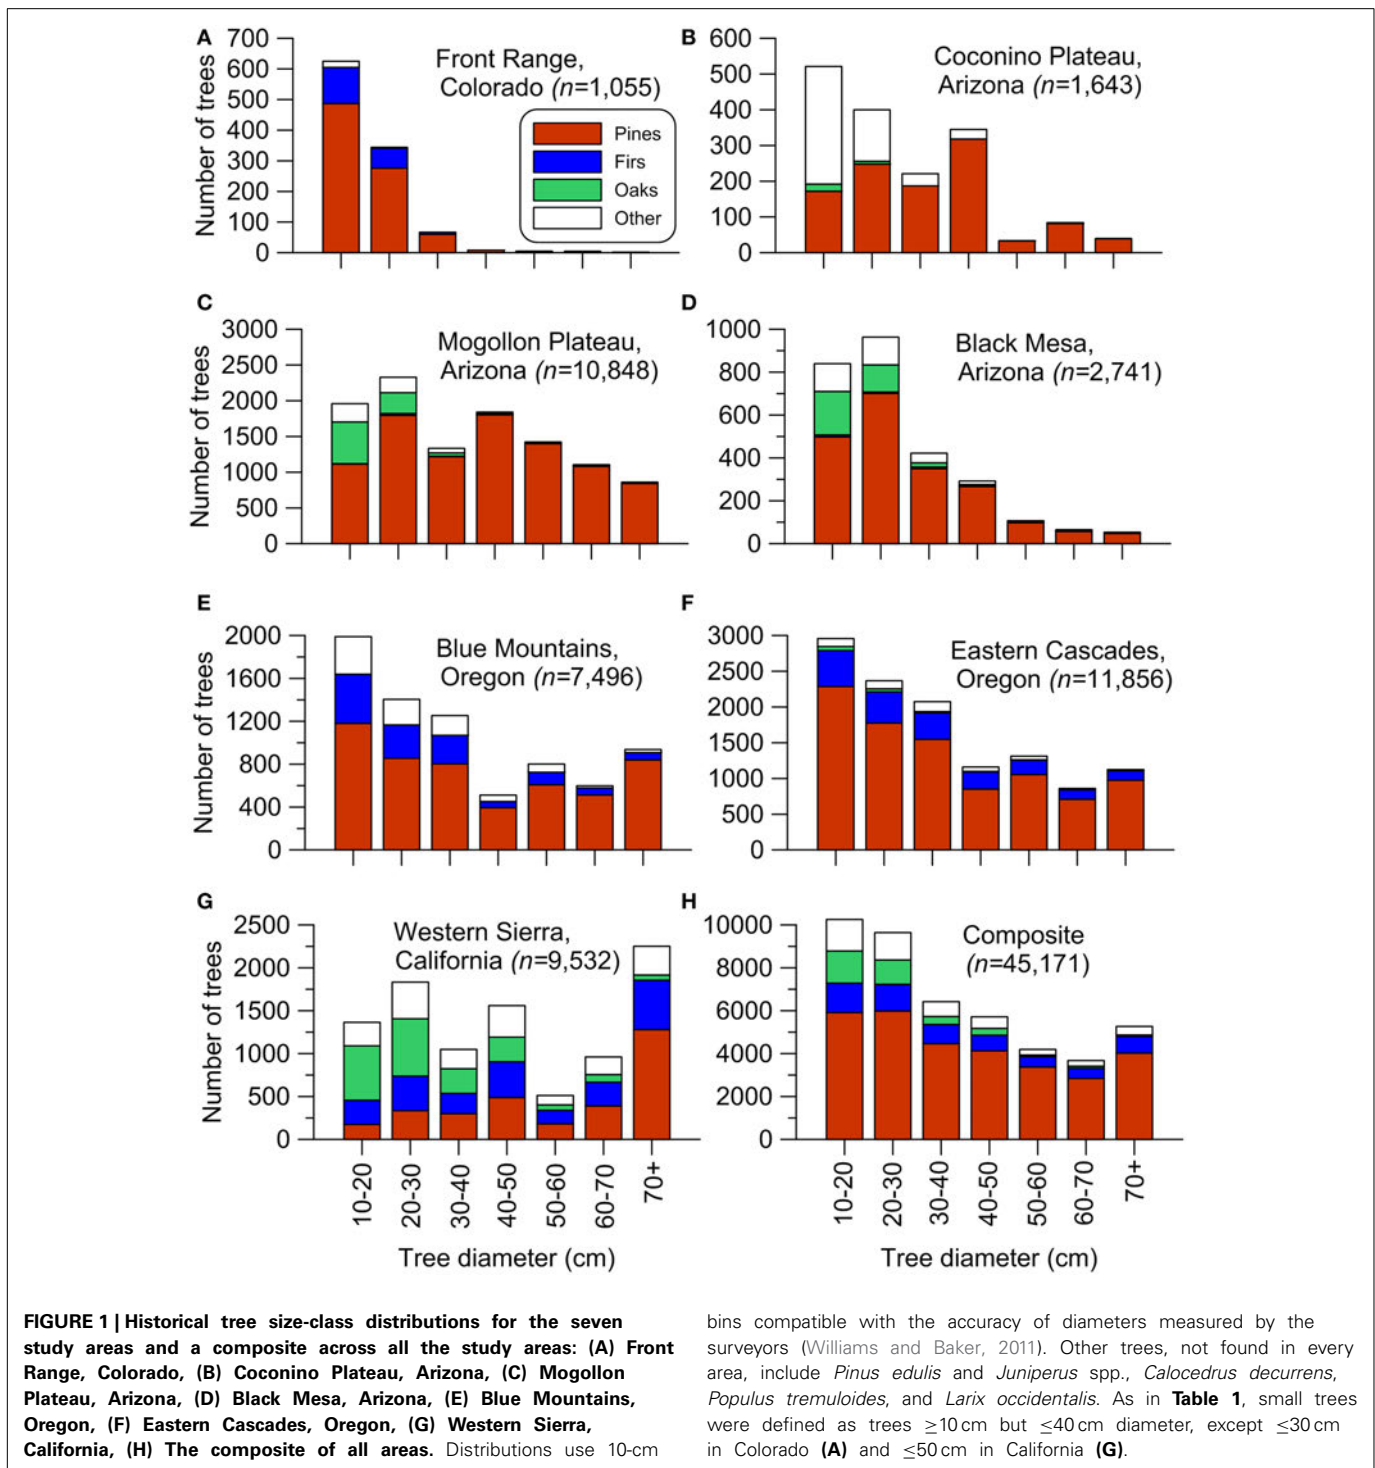 A
Front Range,
Colorado (n=1,055)
Number of trees
700
600
500
400
300
200
100
0
Pines
Firs
Oaks
Other
B
Coconino Plateau,
Arizona (n=1,643)
600
500
400
300
200
100
0
C
Mogollon Plateau,
Arizona (n=10,848)
Number of trees
3000
2500
2000
1500
1000
500
0
D
Black Mesa,
Arizona (n=2,741)
1000
800
600
400
200
0
E
Blue Mountains,
Oregon (n=7,496)
Number of trees
2000
1600
1200
800
400
0
F
Eastern Cascades,
Oregon (n=11,856)
3000
2500
2000
1500
1000
500
0
G
Western Sierra,
California (n=9,532)
Number of trees
2500
2000
1500
1000
500
0
10-20
20-30
30-40
40-50
50-60
60-70
70+
Tree diameter (cm)
H
Composite
(n=45,171)
10000
8000
6000
4000
2000
0
10-20
20-30
30-40
40-50
50-60
60-70
70+
Tree diameter (cm)
FIGURE 1 | Historical tree size-class distributions for the seven
study areas and a composite across all the study areas: (A) Front
Range, Colorado, (B) Coconino Plateau, Arizona, (C) Mogollon
Plateau, Arizona, (D) Black Mesa, Arizona, (E) Blue Mountains,
Oregon, (F) Eastern Cascades, Oregon, (G) Western Sierra,
California, (H) The composite of all areas. Distributions use 10-cm
bins compatible with the accuracy of diameters measured by the
surveyors (Williams and Baker, 2011). Other trees, not found in every
area, include Pinus edulis and Juniperus spp., Calocedrus decurrens,
Populus tremuloides, and Larix occidentalis. As in Table 1, small trees
were defined as trees ≥10 cm but ≤40 cm diameter, except ≤30 cm
in Colorado (A) and ≤50 cm in California (G).